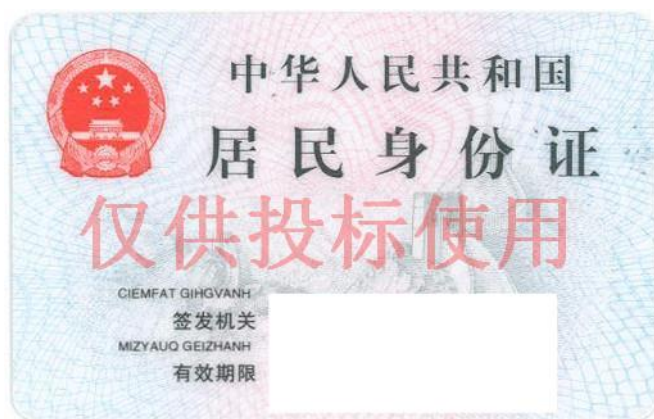 中华人民共和国
居民身份证
仅供投标使用
CIEMFAT GIHGVANH
签发机关
MIZYAUQ GEIZHANH
有效期限